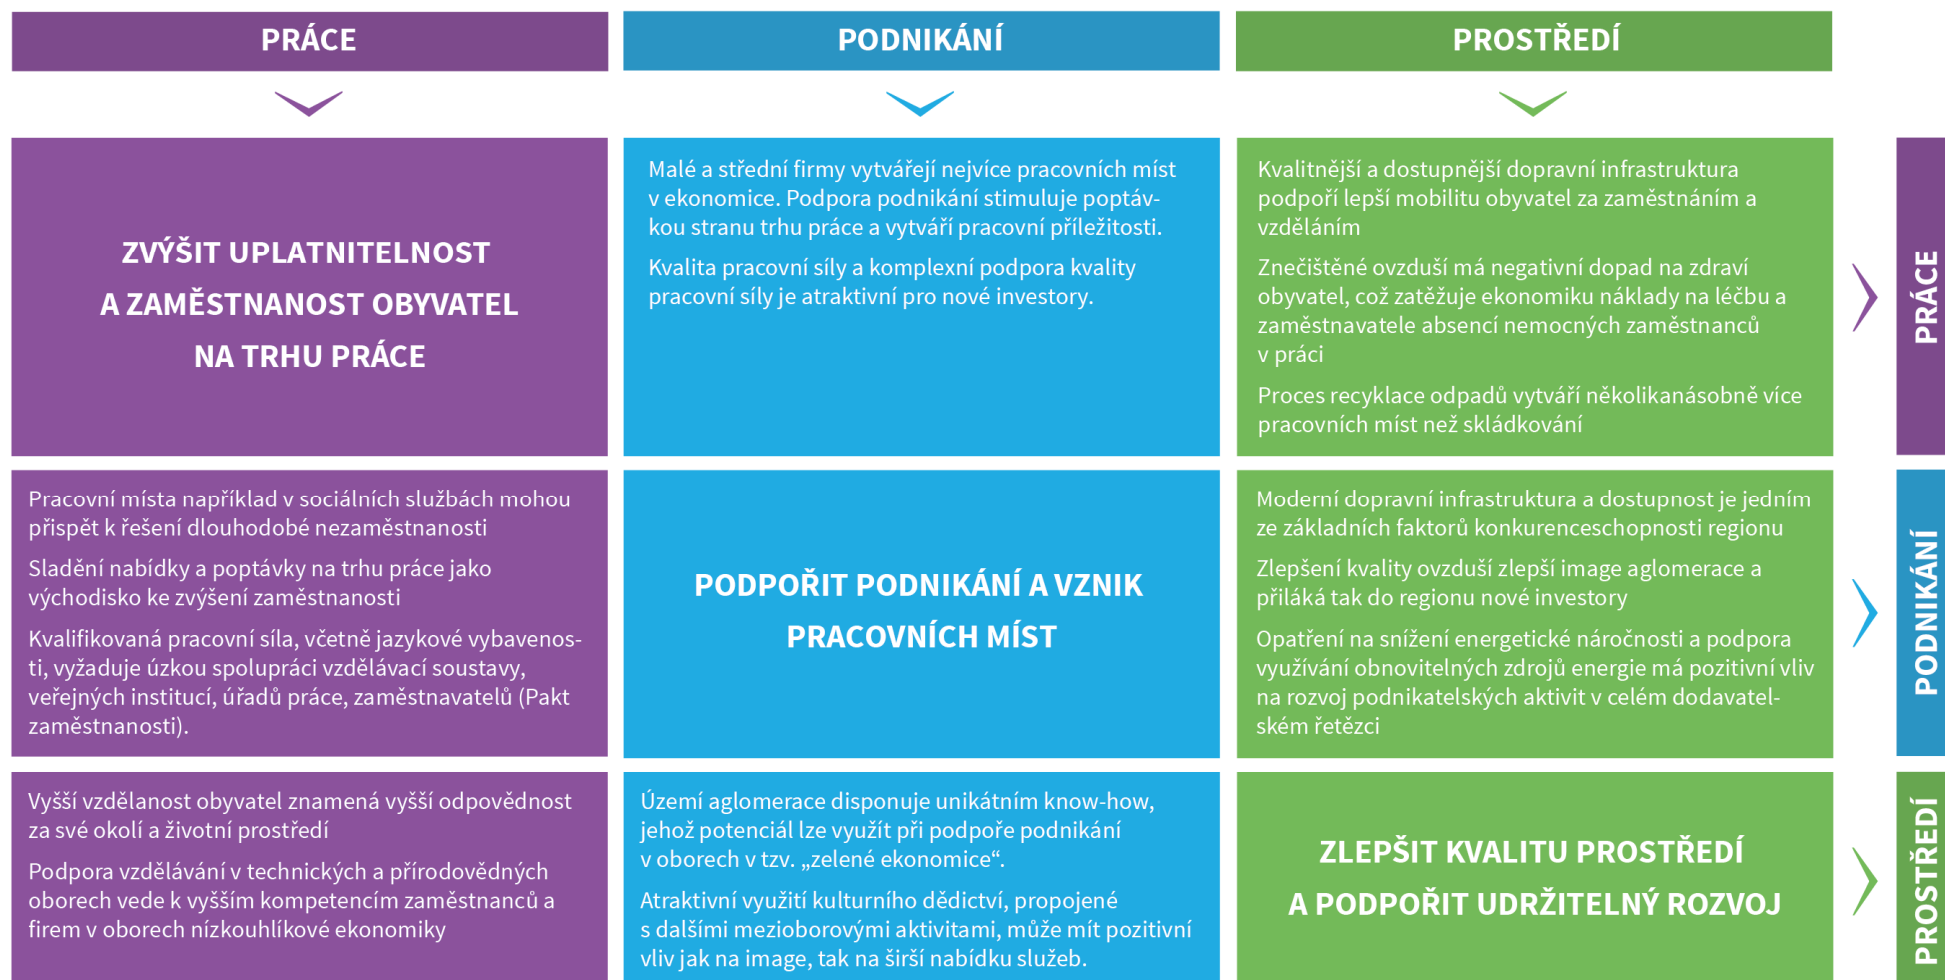 PRÁCE
PODNIKÁNÍ
PROSTŘEDÍ
ZVÝŠIT UPLATNITELNOST
A ZAMĚSTNANOST OBYVATEL
NA TRHU PRÁCE
Malé a střední firmy vytvářejí nejvíce pracovních míst
v ekonomice. Podpora podnikání stimuluje poptáv-
kou stranu trhu práce a vytváří pracovní příležitosti.
Kvalita pracovní síly a komplexní podpora kvality
pracovní síly je atraktivní pro nové investory.
Kvalitnější a dostupnější dopravní infrastruktura
podpoří lepší mobilitu obyvatel za zaměstnáním a
vzděláním
Znečištěné ovzduší má negativní dopad na zdraví
obyvatel, což zatěžuje ekonomiku náklady na léčbu a
zaměstnavatele absencí nemocných zaměstnanců
v práci
Proces recyklace odpadů vytváří několikanásobně více
pracovních míst než skládkování
PRÁCE
Pracovní místa například v sociálních službách mohou
přispět k řešení dlouhodobé nezaměstnanosti
Sladění nabídky a poptávky na trhu práce jako
východisko ke zvýšení zaměstnanosti
Kvalifikovaná pracovní síla, včetně jazykové vybavenos-
ti, vyžaduje úzkou spolupráci vzdělávací soustavy,
veřejných institucí, úřadů práce, zaměstnavatelů (Pakt
zaměstnanosti).
PODPOŘIT PODNIKÁNÍ A VZNIK
PRACOVNÍCH MÍST
Moderní dopravní infrastruktura a dostupnost je jedním
ze základních faktorů konkurenceschopnosti regionu
Zlepšení kvality ovzduší zlepší image aglomerace a
přiláká tak do regionu nové investory
Opatření na snížení energetické náročnosti a podpora
využívání obnovitelných zdrojů energie má pozitivní vliv
na rozvoj podnikatelských aktivit v celém dodavatel-
ském řetězci
PODNIKÁNÍ
Vyšší vzdělanost obyvatel znamená vyšší odpovědnost
za své okolí a životní prostředí
Podpora vzdělávání v technických a přírodovědných
oborech vede k vyšším kompetencím zaměstnanců a
firem v oborech nízkouhlíkové ekonomiky
Území aglomerace disponuje unikátním know-how,
jehož potenciál lze využít při podpoře podnikání
v oborech v tzv. „zelené ekonomice“.
Atraktivní využití kulturního dědictví, propojené
s dalšími mezioborovými aktivitami, může mít pozitivní
vliv jak na image, tak na širší nabídku služeb.
ZLEPŠIT KVALITU PROSTŘEDÍ
A PODPOŘIT UDRŽITELNÝ ROZVOJ
PROSTŘEDÍ